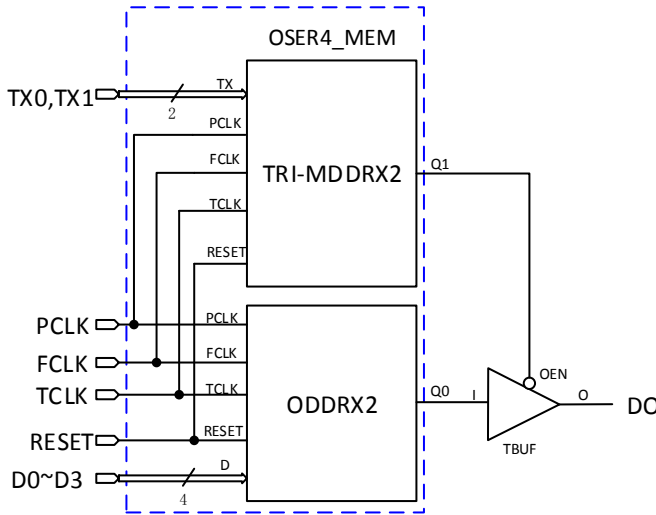 OSER4_MEM
TX0,TX1
2
TX
PCLK
FCLK
TCLK
RESET
TRI-MDDRX2
Q1
PCLK
FCLK
TCLK
RESET
D0~D3
4
PCLK
FCLK
TCLK
RESET
D
ODDRX2
Q0
I
OEN
O
TBUF
DO